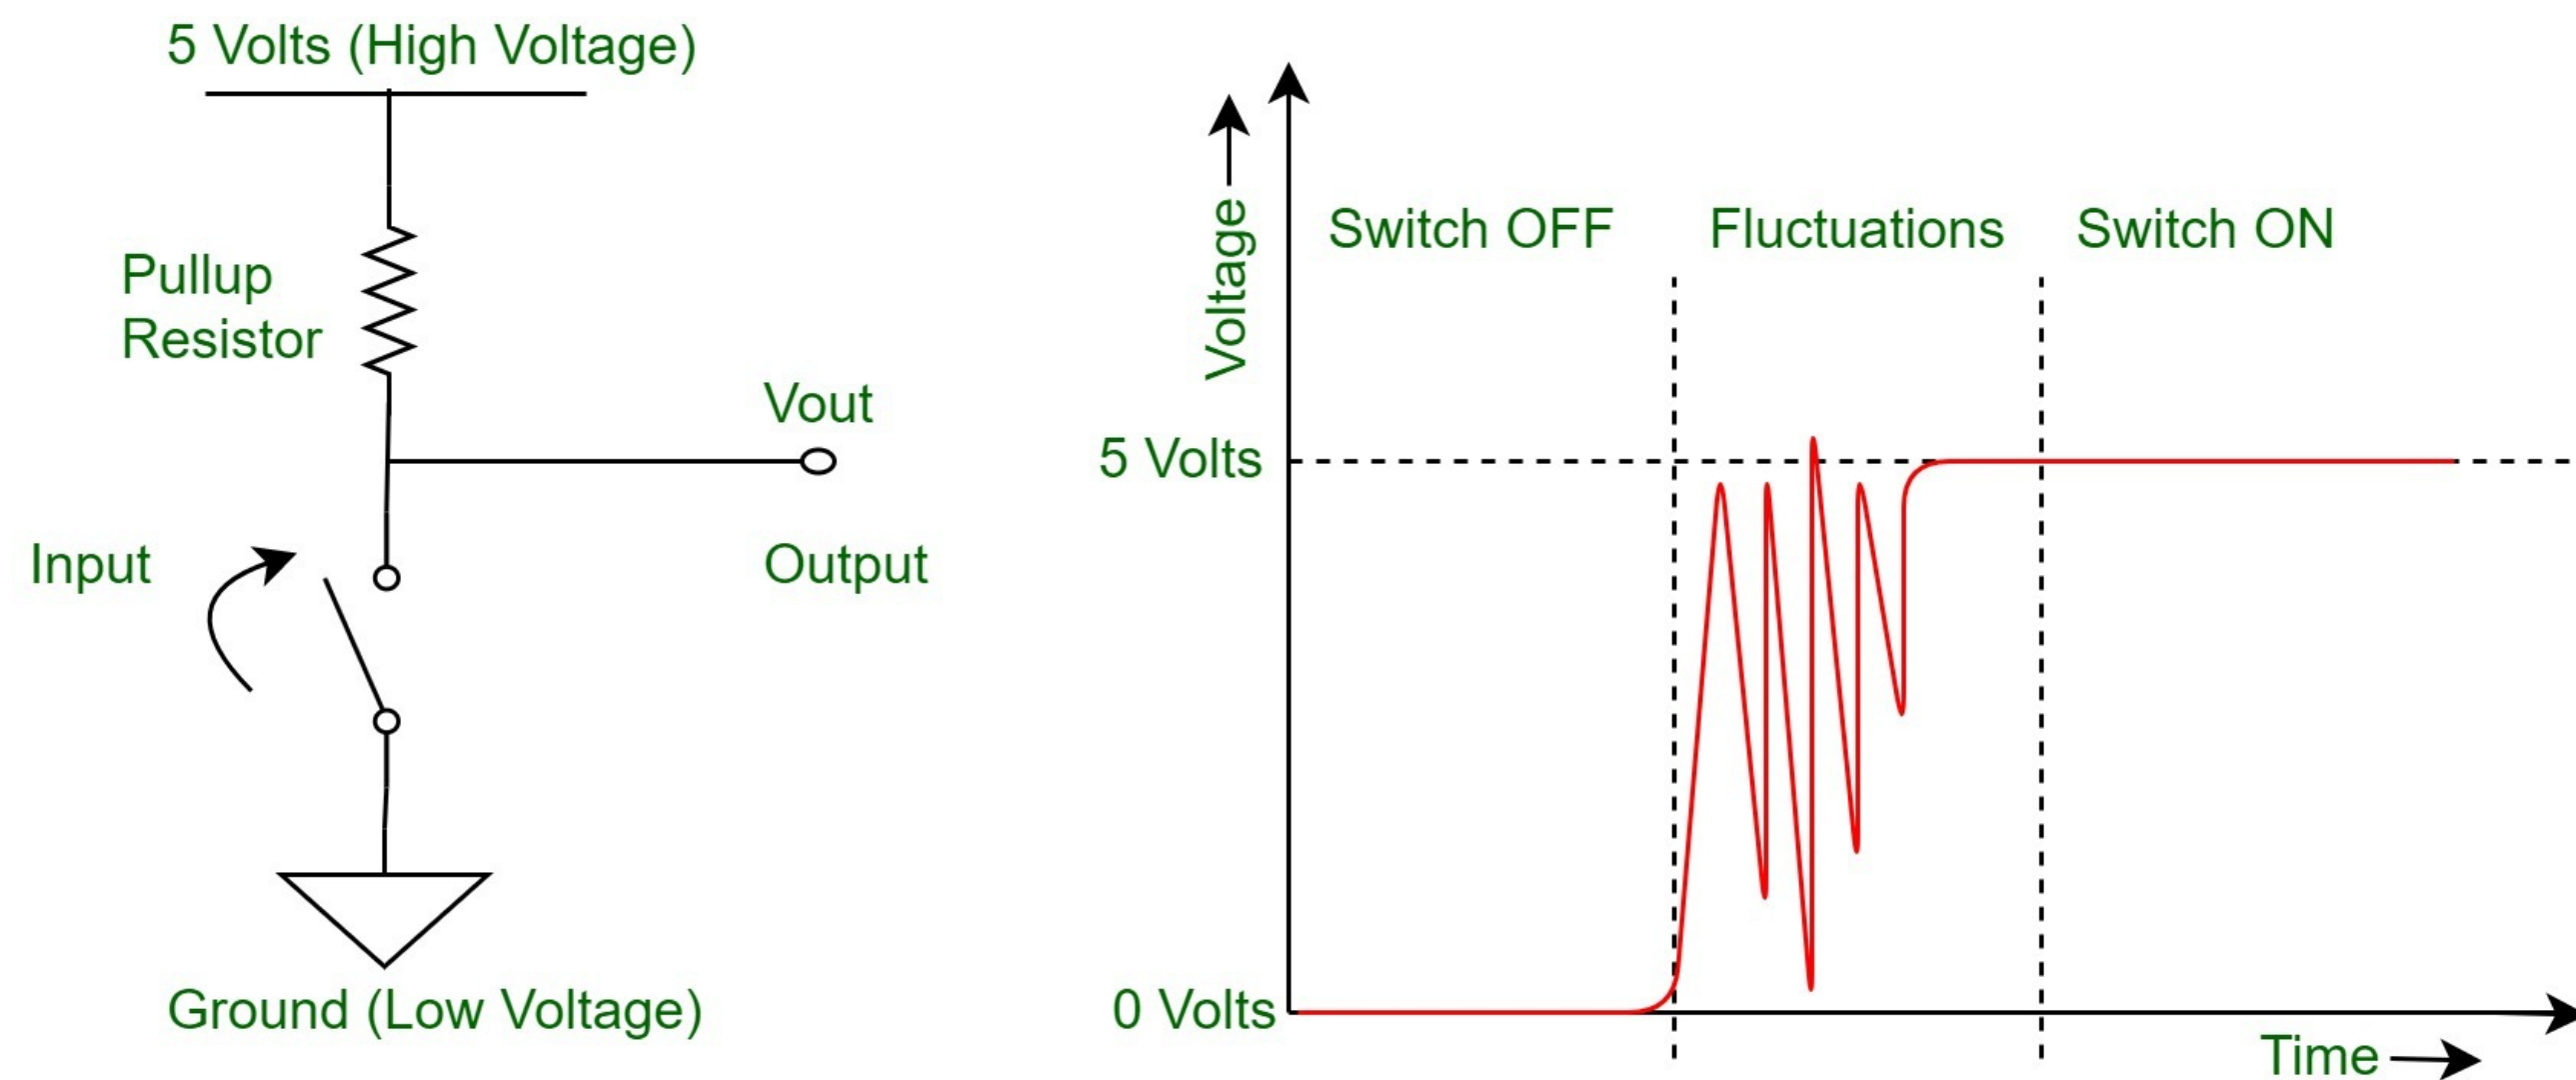 5 Volts (High Voltage)
Pullup
Resistor
Vout
Input
Output
Ground (Low Voltage)
Voltage
Switch OFF
Fluctuations
Switch ON
5 Volts
0 Volts
Time